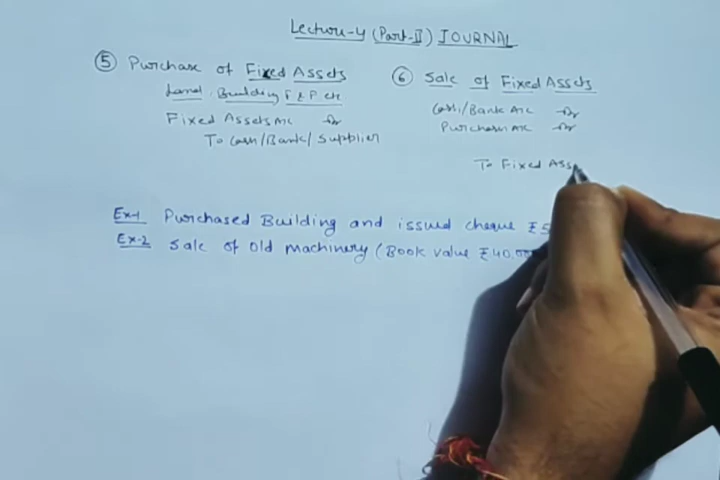 Lecture-4 (Part-II) JOURNAL
⑤ Purchase of Fixed Assets
Land, Building F & F etc
Fixed Assets A/c Dr
To Cash/Bank/Supplier
⑥ Sale of Fixed Assets
Cash/Bank A/c Dr
Purchaser A/c Dr
To Fixed Ass
Ex-1 Purchased Building and issued cheque ₹5
Ex-2 Sale of Old machinery (Book value ₹40,00